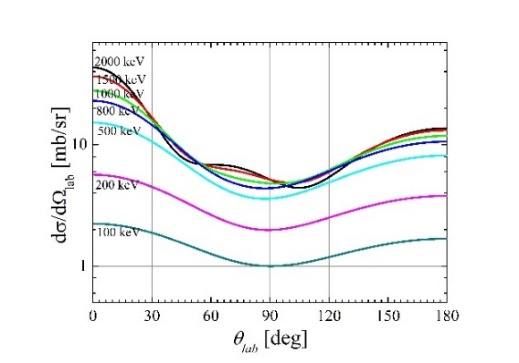 2000 keV
1500 keV
1000 keV
800 keV
500 keV
200 keV
100 keV
10
1
dσ/dΩlab [mb/sr]
0 30 60 90 120 150 180
θlab [deg]